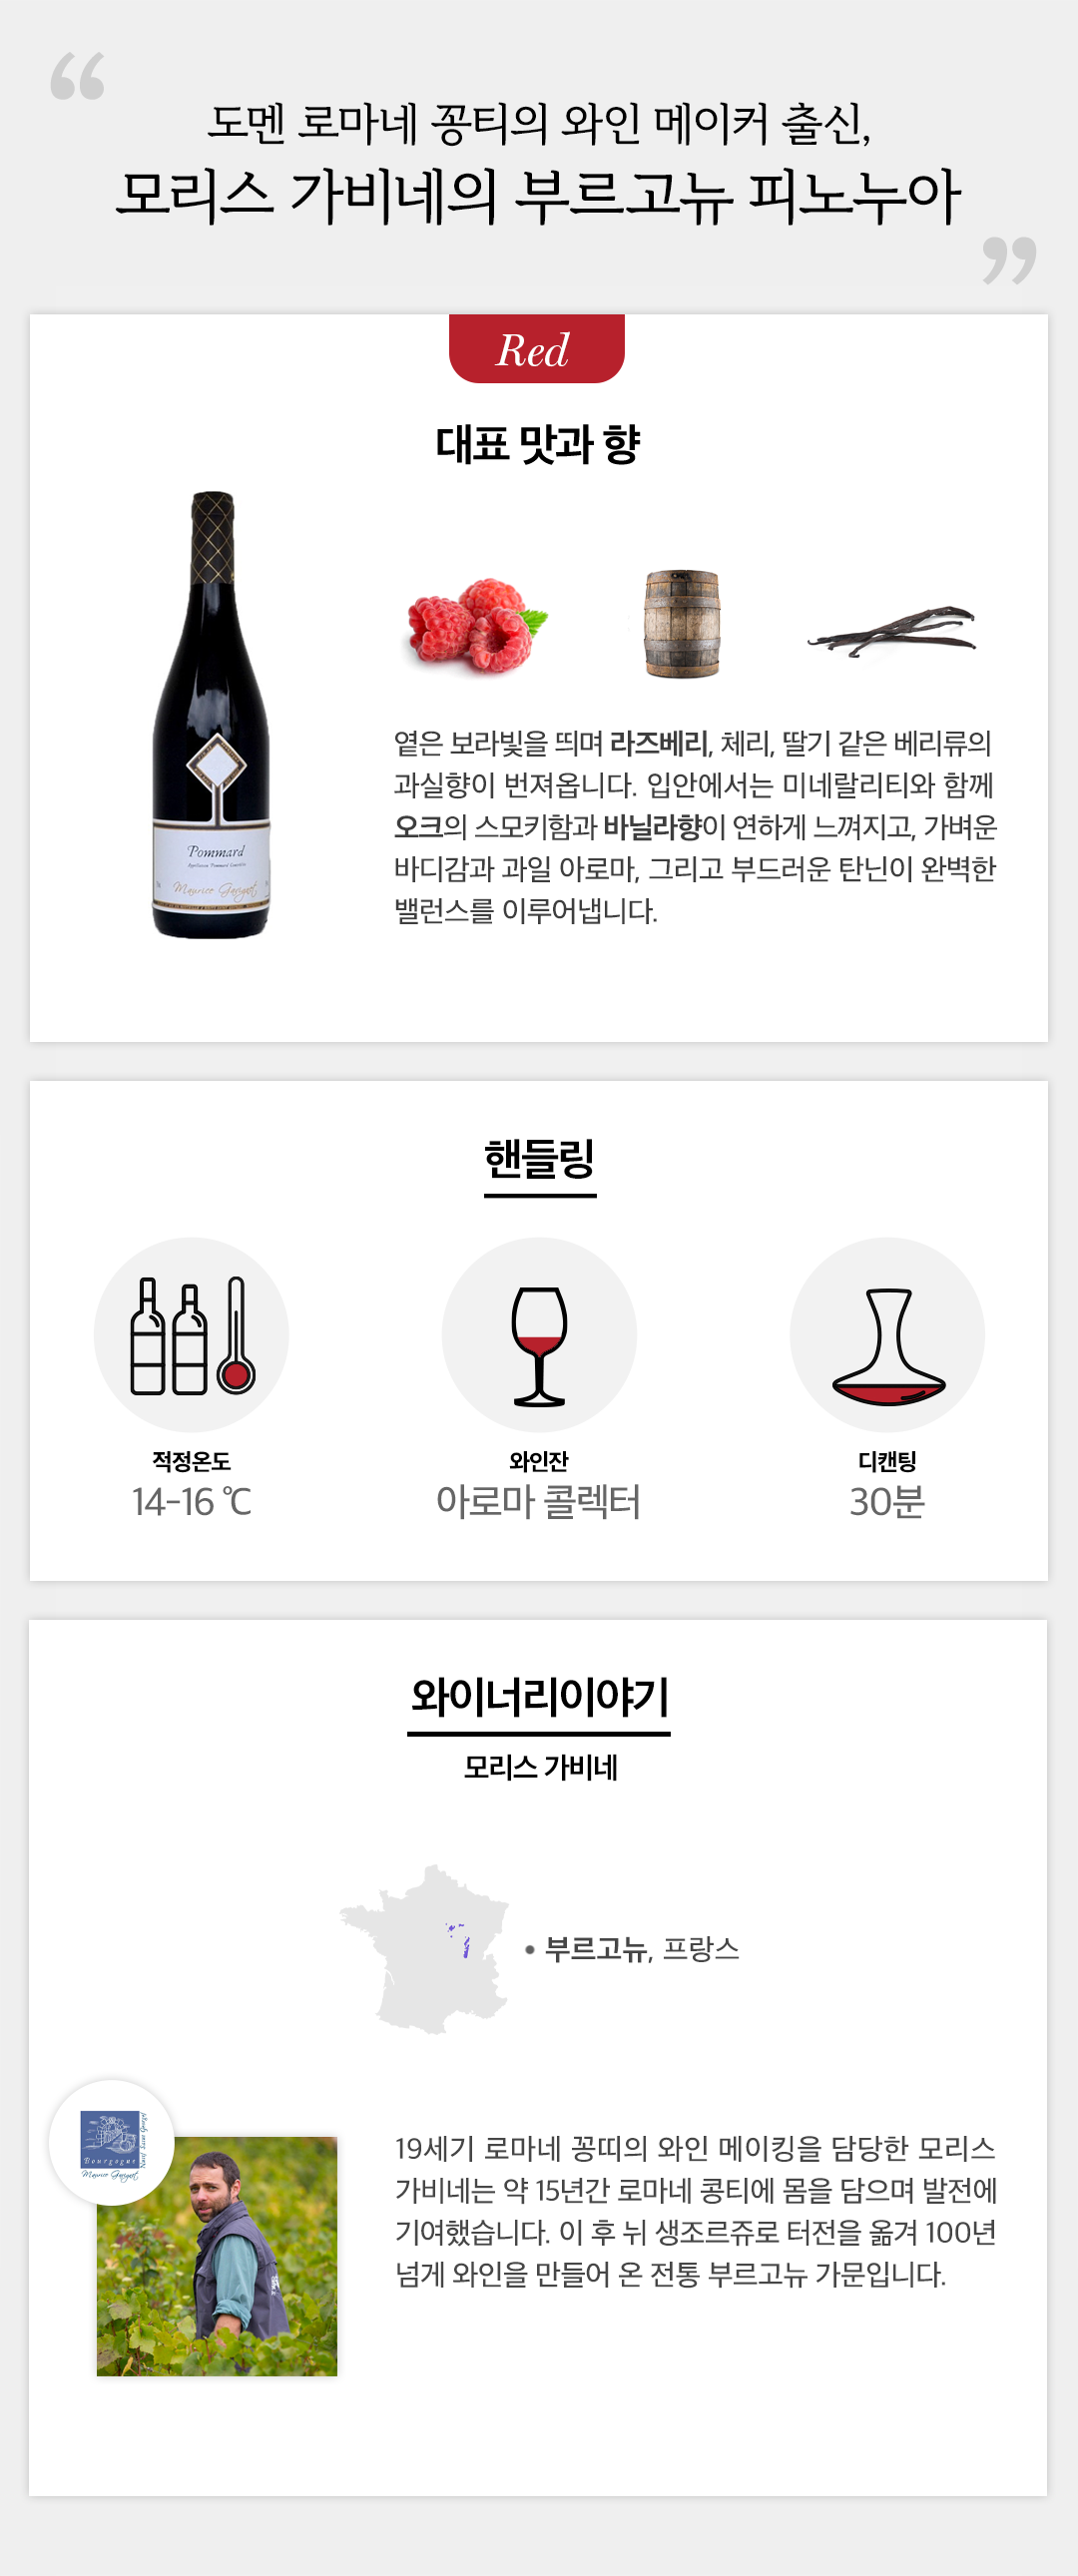 “
도멘 로마네 꽁티의 와인 메이커 출신,
모리스 가비네의 부르고뉴 피노누아
”
Red
대표 맛과 향
옅은 보라빛을 띄며 라즈베리, 체리, 딸기 같은 베리류의
과실향이 번져옵니다. 입안에서는 미네랄리티와 함께
오크의 스모키함과 바닐라향이 연하게 느껴지고, 가벼운
바디감과 과일 아로마, 그리고 부드러운 탄닌이 완벽한
밸런스를 이루어냅니다.
Pommard
Maurice Gavignet
핸들링
적정온도
14-16 ℃
와인잔
아로마 콜렉터
디캔팅
30분
와이너리이야기
모리스 가비네
• 부르고뉴, 프랑스
Bourgogne
Nuits Saint Georges
Maurice Gavignet
19세기 로마네 꽁띠의 와인 메이킹을 담당한 모리스
가비네는 약 15년간 로마네 콩티에 몸을 담으며 발전에
기여했습니다. 이 후 뉘 생조르쥬로 터전을 옮겨 100년
넘게 와인을 만들어 온 전통 부르고뉴 가문입니다.